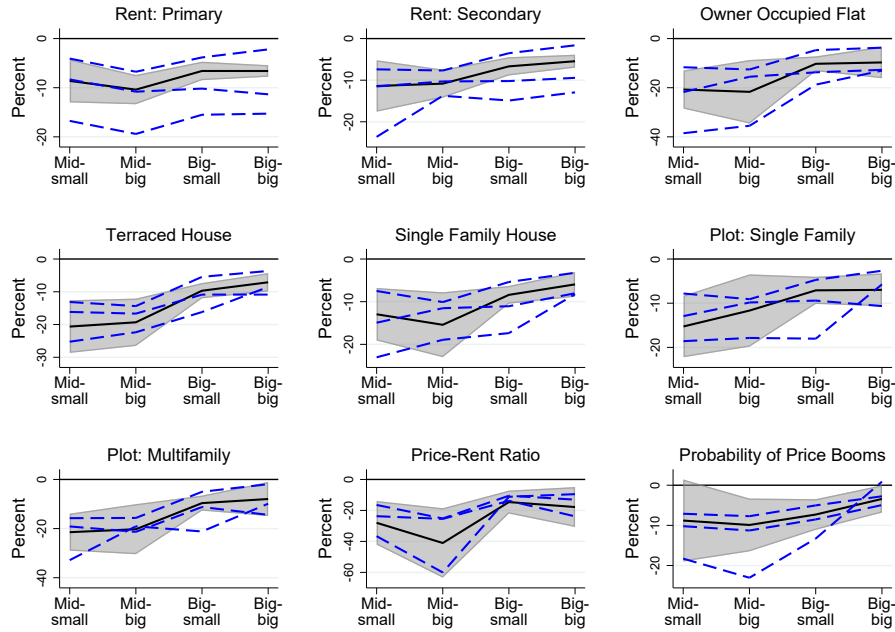 Rent: Primary
Percent
0
-10
-20
Mid-
small
Mid-
big
Big-
small
Big-
big
Rent: Secondary
Percent
0
-10
-20
Mid-
small
Mid-
big
Big-
small
Big-
big
Owner Occupied Flat
Percent
0
-20
-40
Mid-
small
Mid-
big
Big-
small
Big-
big
Terraced House
Percent
0
-10
-20
-30
Mid-
small
Mid-
big
Big-
small
Big-
big
Single Family House
Percent
0
-10
-20
Mid-
small
Mid-
big
Big-
small
Big-
big
Plot: Single Family
Percent
0
-10
-20
Mid-
small
Mid-
big
Big-
small
Big-
big
Plot: Multifamily
Percent
0
-20
-40
Mid-
small
Mid-
big
Big-
small
Big-
big
Price-Rent Ratio
Percent
0
-20
-40
-60
Mid-
small
Mid-
big
Big-
small
Big-
big
Probability of Price Booms
Percent
0
-10
-20
Mid-
small
Mid-
big
Big-
small
Big-
big